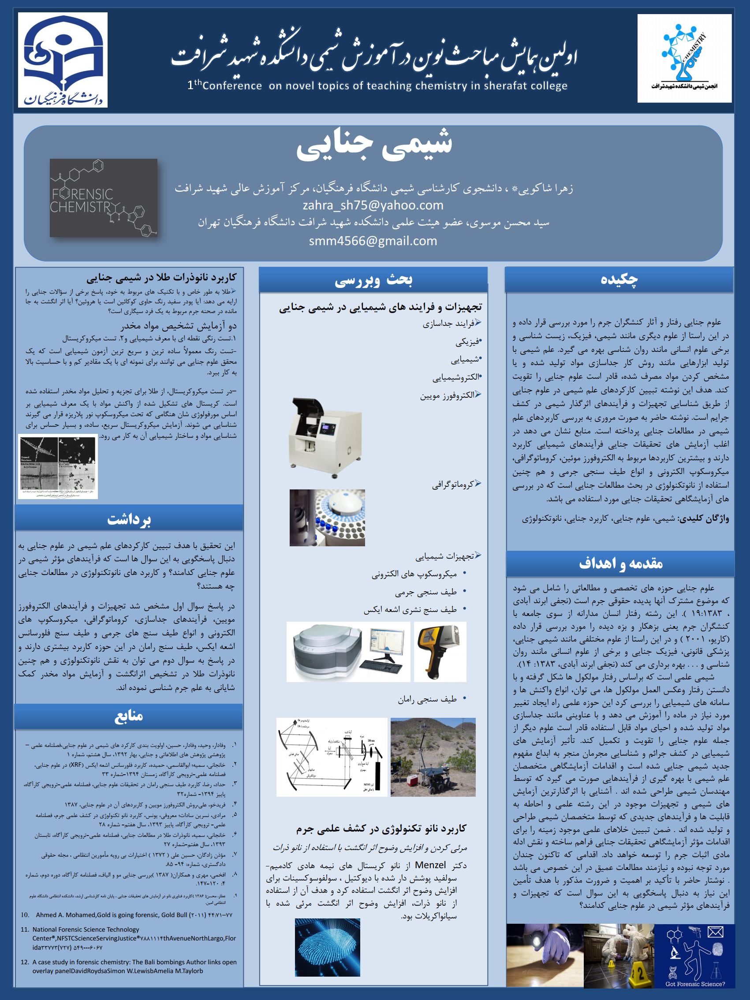 اولین همایش مباحث نوین در آموزش شیمی دانشکده شهید شرافت
1thConference on novel topics of teaching chemistry in sherafat college
دانشگاه فرهنگیان
CHEMISTRY
انجمن شیمی دانشکده شهید شرافت
شیمی جنایی
FORENSIC
CHEMISTRY
زهرا شاکویی* ، دانشجوی کارشناسی شیمی دانشگاه فرهنگیان، مرکز آموزش عالی شهید شرافت
zahra_sh75@yahoo.com
سید محسن موسوی، عضو هیئت علمی دانشکده شهید شرافت دانشگاه فرهنگیان تهران
smm4566@gmail.com
چکیده
علوم جنایی رفتار و آثار کنشگران جرم را مورد بررسی قرار داده و
در این راستا از علوم دیگری مانند شیمی، فیزیک، زیست شناسی و
برخی علوم انسانی مانند روان شناسی بهره می گیرد. علم شیمی با
تولید ابزارهایی مانند روش کار جداسازی مواد تولید شده و یا
مشخص کردن مواد مصرف شده، قادر است علوم جنایی را تقویت
کند. هدف این نوشته تبیین کارکردهای علم شیمی در علوم جنایی
از طریق شناسایی تجهیزات و فرآیندهای اثرگذار شیمی در کشف
جرایم است. نوشته حاضر به صورت مروری به بررسی کاربردهای علم
شیمی در مطالعات جنایی پرداخته است. منابع نشان می دهد در
اغلب آزمایش های تحقیقات جنایی فرآیندهای شیمیایی کاربرد
دارند و بیشترین کاربردها مربوط به الکتروفورز موئین، کروماتوگرافی،
میکروسکوپ الکترونی و انواع طیف سنجی جرمی و هم چنین
استفاده از نانوتکنولوژی در بحث مطالعات جنایی است که در بررسی
های آزمایشگاهی تحقیقات جنایی مورد استفاده می باشد.
واژگان کلیدی: شیمی، علوم جنایی، کاربرد جنایی، نانوتکنولوژی
مقدمه و اهداف
علوم جنایی حوزه های تخصصی و مطالعاتی را شامل می شود
که موضوع مشترک آنها پدیده حقوقی جرم است (نجفی ابرند آبادی
، ۱۹:۱۳۸۳ ). این رشته رفتار انسان مدارانه از سوی جامعه با
کنشگران جرم یعنی بزهکار و بزه دیده را مورد بررسی قرار داده
(کاریو، ۲۰۰۱ ) و در این راستا از علوم مختلفی مانند شیمی جنایی،
پزشکی قانونی، فیزیک جنایی و برخی از علوم انسانی مانند روان
شناسی و . . . بهره برداری می کند (نجفی ابرند آبادی، ۱۳۸۳: ۱۴).
شیمی علمی است که براساس رفتار مولکول ها شکل گرفته و با
دانستن رفتار وعکس العمل مولکول ها، می توان، انواع واکنش ها و
سامانه های شیمیایی را بررسی کرد این حوزه علمی راه ایجاد تغییر
مورد نیاز در ماده را آموزش می دهد و با عناوینی مانند جداسازی
مواد تولید شده و احیای مواد قابل استفاده قادر است علوم دیگر از
جمله علوم جنایی را تقویت و تکمیل کند. تأثیر آزمایش های
شیمیایی در کشف جرائم و شناسایی مجرمان منجر به ابداع مفهوم
جدید شیمی جنایی شده است و اقدامات آزمایشگاهی متخصصان
علم شیمی با بهره گیری از فرآیندهایی صورت می گیرد که توسط
مهندسان شیمی طراحی شده اند . آشنایی با اثرگذارترین آزمایش
های شیمی و تجهیزات موجود در این رشته علمی و احاطه به
قابلیت ها و فرآیندهای جدیدی که توسط متخصصان شیمی طراحی
و تولید شده اند . ضمن تبیین خلاهای علمی موجود زمینه را برای
اقدامات مؤثر آزمایشگاهی تحقیقات جنایی فراهم ساخته و نقش ادله
مادی اثبات جرم را توسعه خواهد داد. اقدامی که تاکنون چندان
مورد توجه نبوده و نیازمند مطالعات عمیق در این خصوص می باشد
. نوشتار حاضر با تأکید بر اهمیت و ضرورت مذکور با هدف تأمین
این نیاز به دنبال پاسخگویی به این سوال است که تجهیزات و
فرآیندهای مؤثر شیمی در علوم جنایی کدامند؟
2
EVIDENCE
Got Forensic Science?
بحث وبررسی
تجهیزات و فرایند های شیمیایی در شیمی جنایی
فرایند جداسازی
•فیزیکی
•شیمیایی
•الکتروشیمیایی
الکتروفورز مویین
کروماتوگرافی
تجهیزات شیمیایی
• میکروسکوپ های الکترونی
• طیف سنجی جرمی
• طیف سنج نشری اشعه ایکس
• طیف سنجی رامان
کاربرد نانو تکنولوژی در کشف علمی جرم
مرئی کردن و افزایش وضوح اثر انگشت با استفاده از نانو ذرات
دکتر Menzel از نانو کریستال های نیمه هادی کادمیم-
سولفید پوشش دار شده با دیوکتیل ، سولفوسوکسینات برای
افزایش وضوح اثر انگشت استفاده کرد و هدف آن از استفاده
از نانو ذرات، افزایش وضوح اثر انگشت مرئی شده با
سیانواکریلات بود.
کاربرد نانوذرات طلا در شیمی جنایی
طلا به طور خاص و با تکنیک های مربوط به خود، پاسخ برخی از سؤالات جنایی را
ارایه می دهد: آیا پودر سفید رنگ حاوی کوکائین است یا هروئین؟ آیا اثر انگشت به جا
مانده در صحنه جرم مربوط به یک فرد سیگاری است؟
دو آزمایش تشخیص مواد مخدر
۱.تست رنگی نقطه ای با معرف شیمیایی و۲. تست میکروکریستال
-تست رنگ معمولاً ساده ترین و سریع ترین آزمون شیمیایی است که یک
محقق علوم جنایی می توانند برای نمونه ای با یک مقادیر کم و با حساسیت بالا
به کار ببرد.
–در تست میکروکریستال، از طلا برای تجزیه و تحلیل مواد مخدر استفاده شده
است. کریستال های تشکیل شده از واکنش مواد با یک معرف شیمیایی بر
اساس مورفولوژی شان هنگامی که تحت میکروسکوپ نور پلاریزه قرار می گیرند
شناسایی می شوند. آزمایش میکروکریستال سریع، ساده، و بسیار حساس برای
شناسایی مواد و ساختار شیمیایی آن به کار می رود.
برداشت
این تحقیق با هدف تبیین کارکردهای علم شیمی در علوم جنایی به
دنبال پاسخگویی به این سوال ها است که فرآیندهای مؤثر شیمی در
علوم جنایی کدامند؟ و کاربرد های نانوتکنولوژی در مطالعات جنایی
چه هستند؟
در پاسخ سوال اول مشخص شد تجهیزات و فرآیندهای الکتروفورز
مویین، فرآیندهای جداسازی، کروماتوگرافی، میکروسکوپ های
الکترونی و انواع طیف سنج های جرمی و طیف سنج فلورسانس
اشعه ایکس، طیف سنج رامان در این حوزه کاربرد بیشتری دارند و
در پاسخ به سوال دوم می توان به نقش نانوتکنولوژی و هم چنین
نانوذرات طلا در تشخیص اثرانگشت و آزمایش مواد مخدر کمک
شایانی به علم جرم شناسی نموده اند.
منابع
۱. وفادار، وحید، وفادار، حسین، اولویت بندی کارکرد های شیمی در علوم جنایی،فصلنامه علمی –
پژوهشی پژوهش های اطلاعاتی و جنایی، بهار ۱۳۹۲، سال هشتم، شماره ۱
۲. خانجانی، سمیه؛ ابوالقاسمی، حمیده، کاربرد فلورسانس اشعه ایکس (XRF) در علوم جنایی،
فصلنامه علمی-ترویجی کارآگاه، زمستان ۱۳۹۴-شماره ۳۳
۳. حداد، رضا، کاربرد طیف سنجی رامان در تحقیقات علوم جنایی، فصلنامه علمی-ترویجی کارآگاه،
پاییز ۱۳۹۴- شماره۳۲
۴. فریدخو، علی،روش الکتروفورز مویین و کاربردهای آن در علوم جنایی، ۱۳۸۷
۵. مرادی، نسرین سادات؛ معروفی، یونس، کاربرد نانو تکنولوژی در کشف علمی جرم، فصلنامه
علمی- ترویجی کارآگاه، پاییز ۱۳۹۳، سال هفتم- شماره ۲۸
۶. خانجانی، سمیه، نانوذرات طلا در مطالعات جنایی، فصلنامه علمی-ترویجی کارآگاه، تابستان
۱۳۹۳، سال هفتم-شماره ۲۷
۷. مؤذن زادگان، حسین علی ( ۱۳۷۲ ) اختیارات بی رویه مأمورین انتظامی ، مجله حقوقی
دادگستری، شماره: ۹۴- ۸۵.
۸. افخمی، مهری و همکاران( ۱۳۸۷ )بررسی جنایی مو و الیاف، فصلنامه کارآگاه، دوره دوم، شماره
۴: ۱۲۰-۱۴۷.
۹. عطار، محسن( ۱۳۸۶ )کاربرد فناوری نانو در آزمایش های تحقیقات جنایی ، پایان نامه کارشناسی ارشد، دانشکده انتظامی دانشگاه علوم
انتظامی امین.
10. Ahmed A. Mohamed,Gold is going forensic, Gold Bull (۲۰۱۱) ۴۴:۷۱–۷۷
11. National Forensic Science Technology
Center®,NFSTCScienceServingJustice®۷۸۸۱۱۱۴thAvenueNorthLargo,Flor
ida۳۳۷۷۳(۷۲۷) ۵۴۹---۶۰۶۷
12. A case study in forensic chemistry: The Bali bombings Author links open
overlay panelDavidRoydsaSimon W.LewisbAmelia M.Taylorb